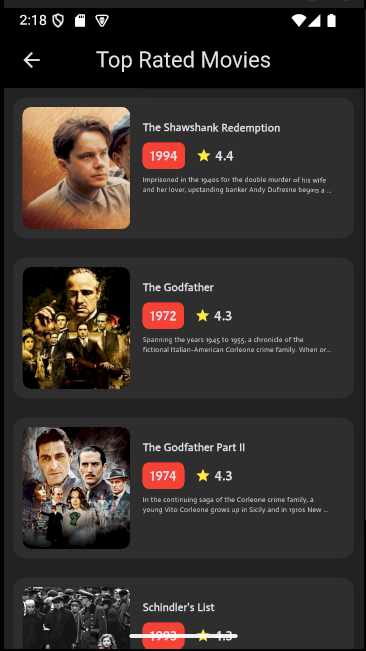 2:18
Top Rated Movies
The Shawshank Redemption
1994 4.4
Imprisoned in the 1940s for the double murder of his wife
and her lover, upstanding banker Andy Dufresne begins a ...
The Godfather
1972 4.3
Spanning the years 1945 to 1955, a chronicle of the
fictional Italian-American Corleone crime family. When or...
The Godfather Part II
1974 4.3
In the continuing saga of the Corleone crime family, a
young Vito Corleone grows up in Sicily and in 1910s New ...
Schindler's List
1993 4.3